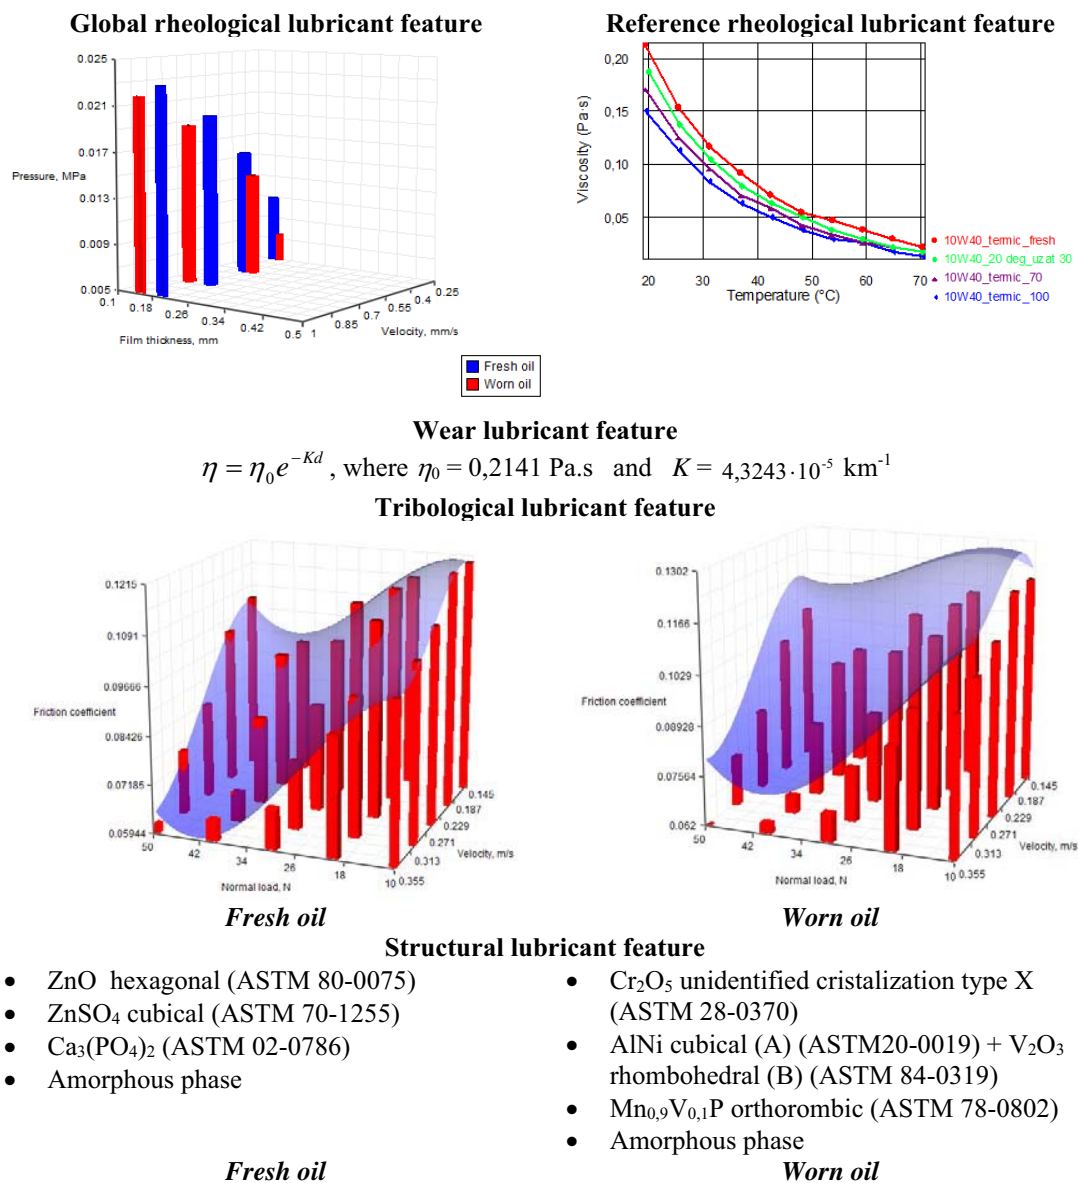 Global rheological lubricant feature
Reference rheological lubricant feature
0.025
0.021
0.017
Pressure, MPa
0.013
0.009
0.005
0.1
0.18
0.26
0.34
0.42
0.5
Film thickness, mm
1
0.85
0.7
0.55
0.4
0.25
Velocity, mm/s
Fresh oil
Worn oil
0,20
0,15
0,10
0,05
Viscosity (Pa·s)
20 30 40 50 60 70
Temperature (°C)
10W40_termic_fresh
10W40_20 deg_uzat 30
10W40_termic_70
10W40_termic_100
Wear lubricant feature
η = η₀e^(−Kd), where η₀ = 0,2141 Pa.s and K = 4,3243·10⁻⁵ km⁻¹
Tribological lubricant feature
0.1215
0.1091
0.09666
Friction coefficient
0.08426
0.07185
0.05944
50
42
34
26
18
10
Normal load, N
0.355
0.313
0.271
0.229
0.187
0.145
Velocity, m/s
Fresh oil
0.1302
0.1166
0.1029
Friction coefficient
0.08928
0.07564
0.062
50
42
34
26
18
10
Normal load, N
0.355
0.313
0.271
0.229
0.187
0.145
Velocity, m/s
Worn oil
Structural lubricant feature
• ZnO hexagonal (ASTM 80-0075)
• ZnSO₄ cubical (ASTM 70-1255)
• Ca₃(PO₄)₂ (ASTM 02-0786)
• Amorphous phase
Fresh oil
• Cr₂O₅ unidentified cristalization type X
(ASTM 28-0370)
• AlNi cubical (A) (ASTM20-0019) + V₂O₃
rhombohedral (B) (ASTM 84-0319)
• Mn₀,₉V₀,₁P orthorombic (ASTM 78-0802)
• Amorphous phase
Worn oil